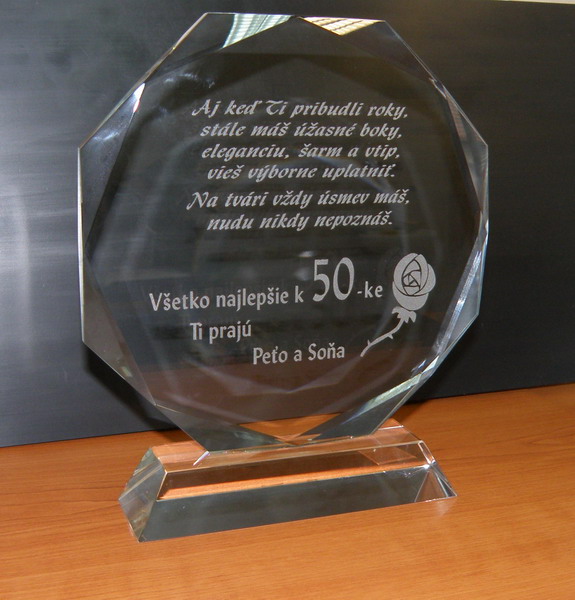 Aj keď Ti pribudli roky,
stále máš úžasné boky,
eleganciu, šarm a vtip,
vieš výborne uplatniť.
Na tvári vždy úsmev máš,
nudu nikdy nepoznáš.
Všetko najlepšie k 50-ke
Ti prajú
Peťo a Soňa